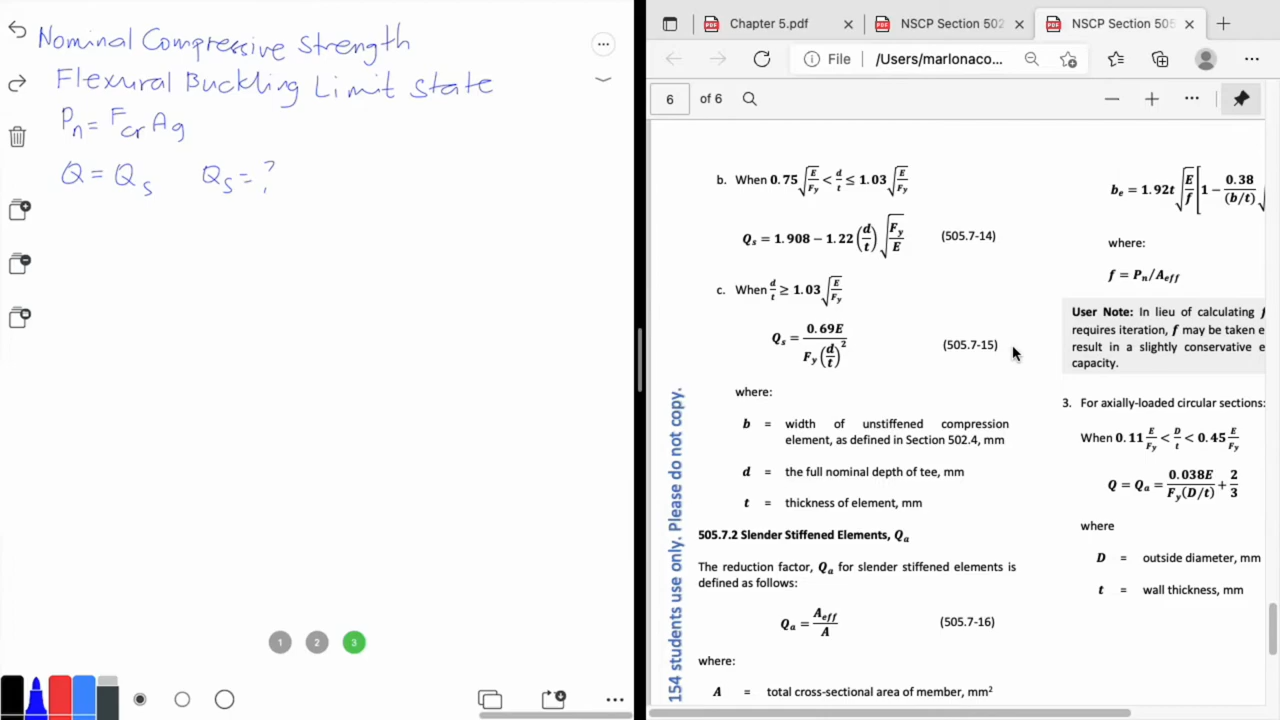 Nominal Compressive Strength
Flexural Buckling Limit State
Pn = Fcr Ag
Q = Qs Qs = ?
1 2 3
Chapter 5.pdf
NSCP Section 502
NSCP Section 505
File
/Users/marlonaco...
6 of 6
b. When 0.75√(E/Fy) < d/t ≤ 1.03√(E/Fy)
Qs = 1.908 − 1.22 (d/t) √(Fy/E) (505.7-14)
c. When d/t ≥ 1.03√(E/Fy)
Qs = 0.69E / Fy(d/t)² (505.7-15)
where:
b = width of unstiffened compression
element, as defined in Section 502.4, mm
d = the full nominal depth of tee, mm
t = thickness of element, mm
505.7.2 Slender Stiffened Elements, Qa
The reduction factor, Qa for slender stiffened elements is
defined as follows:
Qa = Aeff / A (505.7-16)
where:
A = total cross-sectional area of member, mm²
154 students use only. Please do not copy.
be = 1.92t √(E/f) [1 − 0.38/(b/t) √
where:
f = Pn/Aeff
User Note: In lieu of calculating f
requires iteration, f may be taken e
result in a slightly conservative e
capacity.
3. For axially-loaded circular sections:
When 0.11 E/Fy < D/t < 0.45 E/Fy
Q = Qa = 0.038E / Fy(D/t) + 2/3
where
D = outside diameter, mm
t = wall thickness, mm